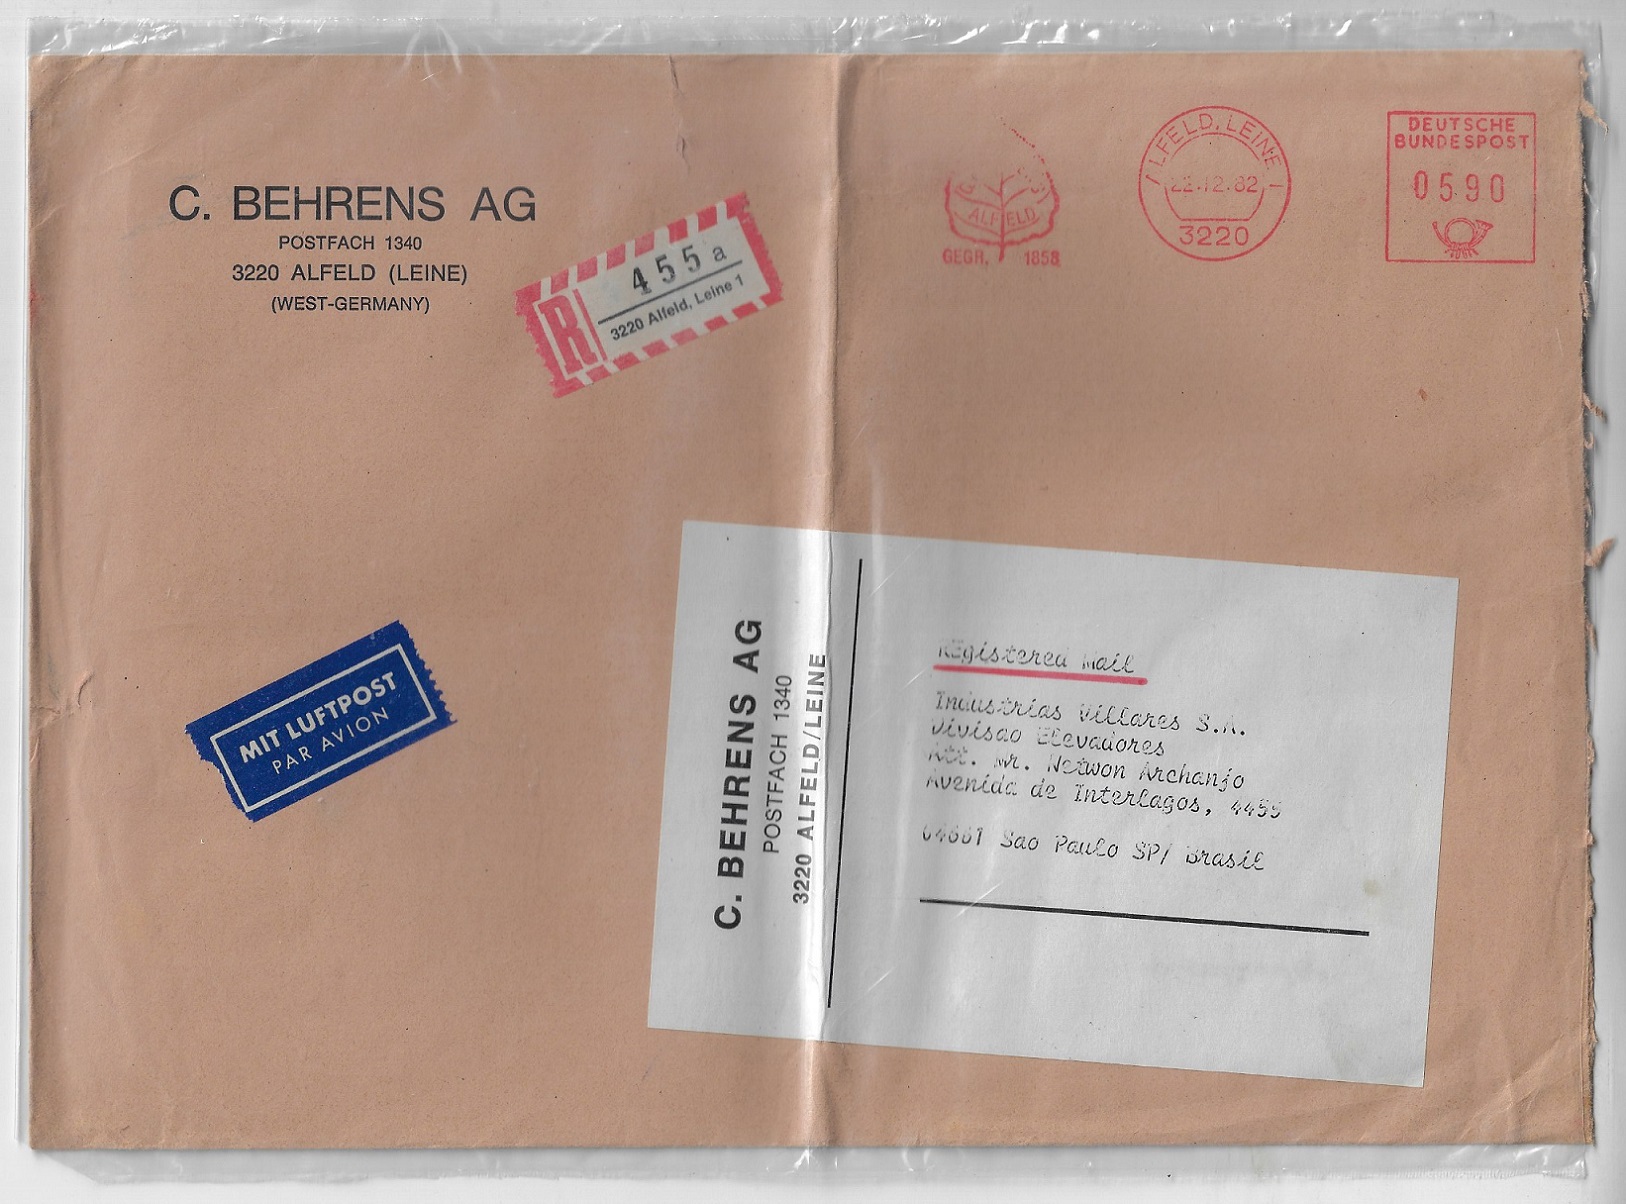 C. BEHRENS AG
POSTFACH 1340
3220 ALFELD (LEINE)
(WEST-GERMANY)
R
455 a
3220 Alfeld, Leine 1
ALFELD
GEGR. 1858
ALFELD, LEINE 1
22.12.82
3220
DEUTSCHE
BUNDESPOST
0590
MIT LUFTPOST
PAR AVION
C. BEHRENS AG
POSTFACH 1340
3220 ALFELD/LEINE
REgistered Mail
Industrias Villares S.A.
Divisao Elevadores
Att. Mr. Netwon Archanjo
Avenida de Interlagos, 4455
Sao Paulo SP/ Brasil